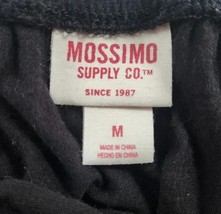 MOSSIMO
SUPPLY CO.™
SINCE 1987
M
MADE IN CHINA
HECHO EN CHINA